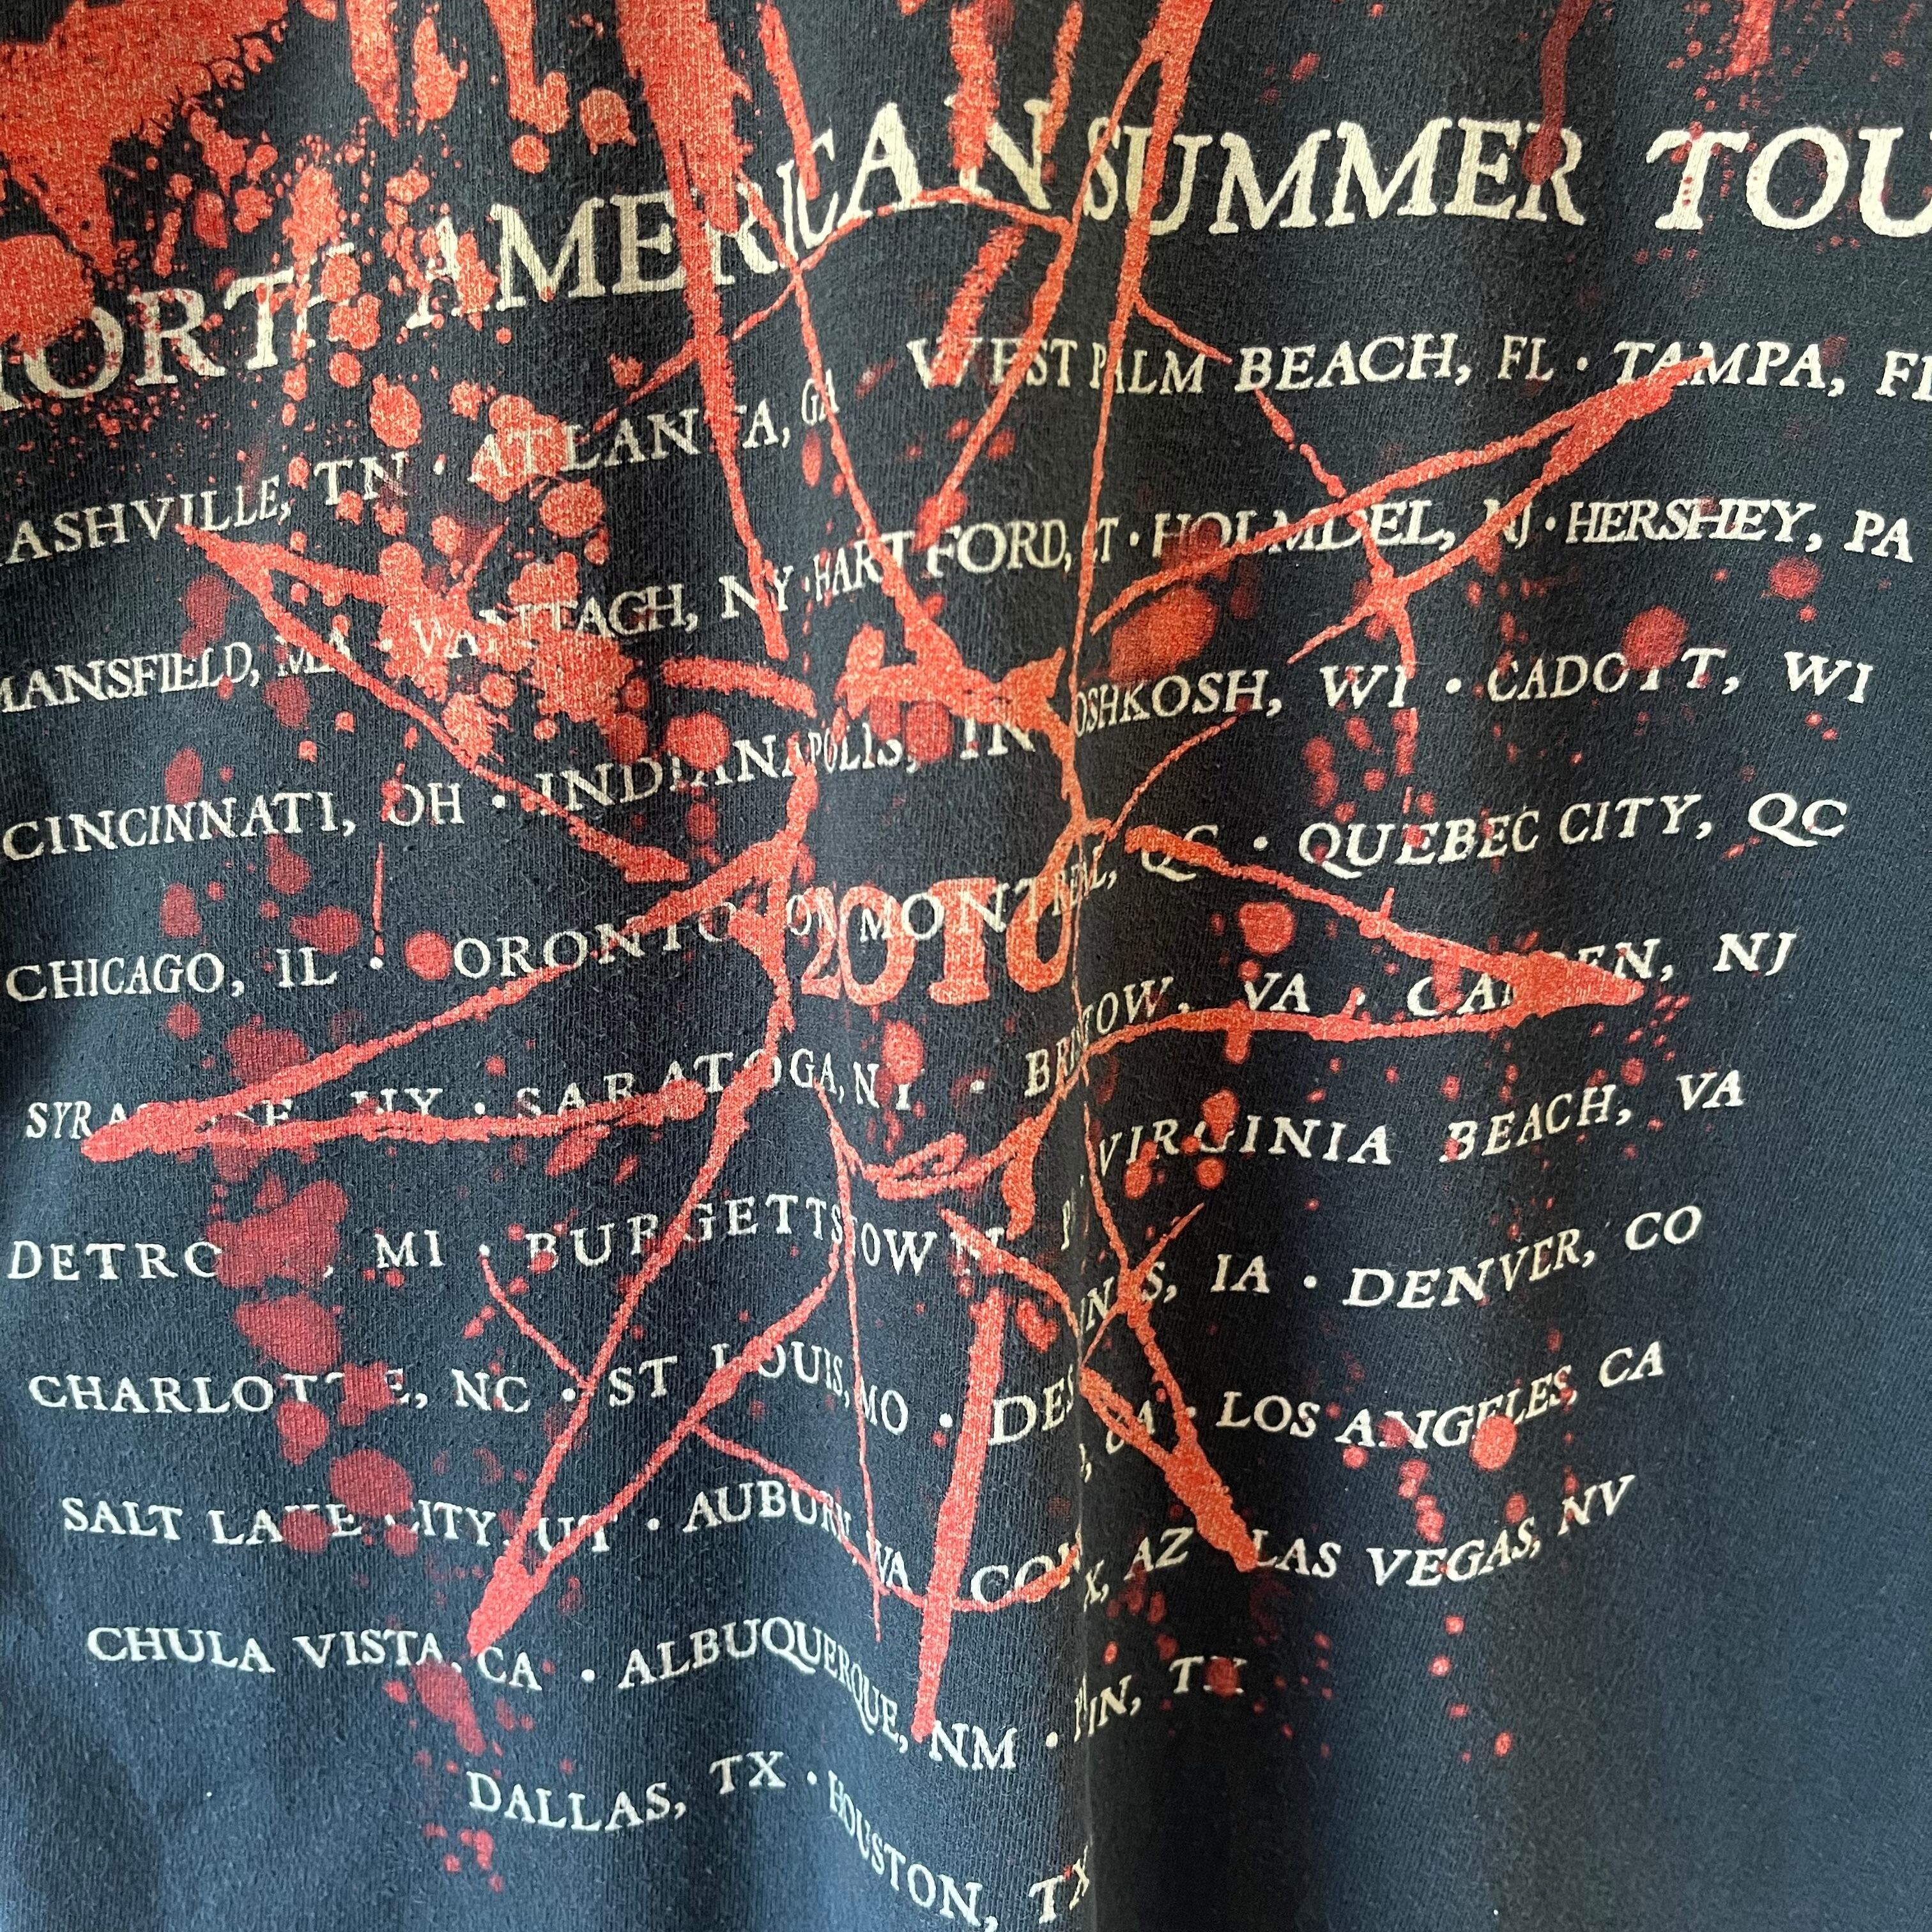 NORTH AMERICAN SUMMER TOU
ASHVILLE, TN · ATLANTA, GA WEST PALM BEACH, FL · TAMPA, FL
MANSFIELD, MA · WANTAGH, NY · HARTFORD, CT · HOLMDEL, NJ · HERSHEY, PA
CINCINNATI, OH · INDIANAPOLIS, IN OSHKOSH, WI · CADOTT, WI
CHICAGO, IL · TORONTO, ON MONTREAL, QC · QUEBEC CITY, QC
2010
SYRACUSE, NY · SARATOGA, NY · BRISTOW, VA · CAMDEN, NJ
DETROIT, MI · BURGETTSTOWN, P VIRGINIA BEACH, VA
CHARLOTTE, NC · ST LOUIS, MO · DES INES, IA · DENVER, CO
SALT LAKE CITY, UT · AUBURN, WA CA · LOS ANGELES, CA
CHULA VISTA, CA · ALBUQUERQUE, NM · X, AZ LAS VEGAS, NV
DALLAS, TX · HOUSTON, TX IN, TX